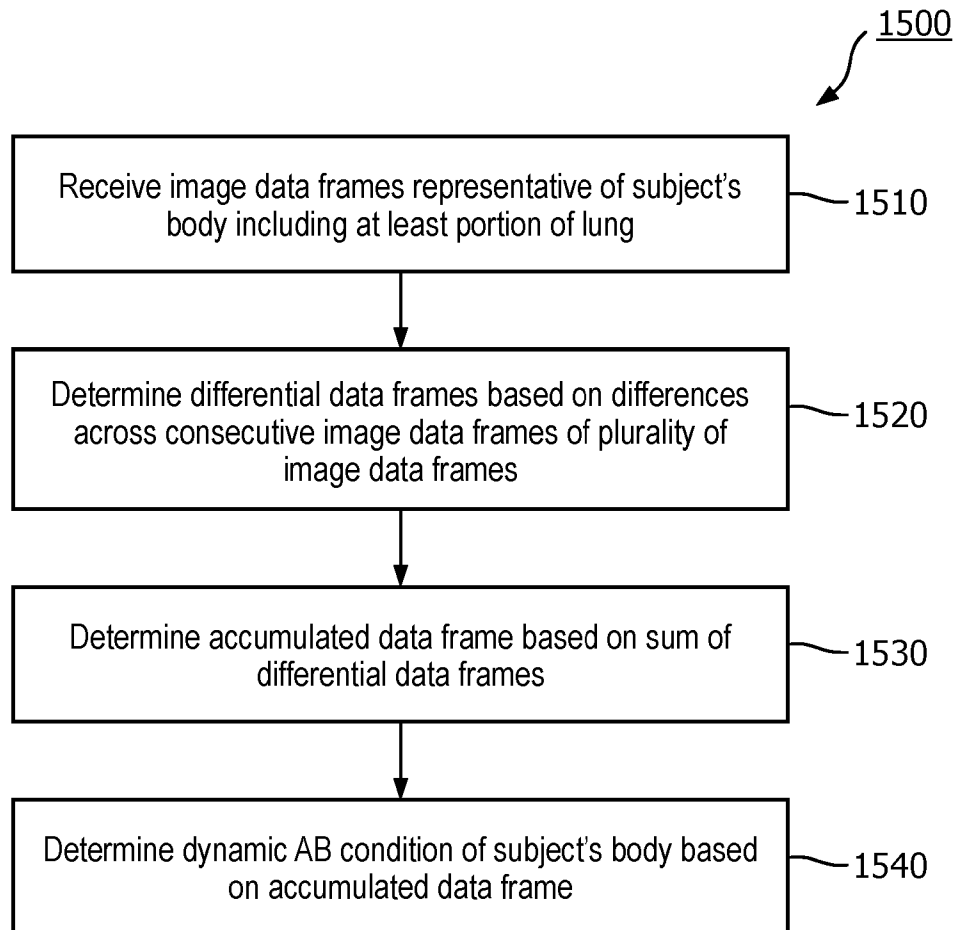 1500
Receive image data frames representative of subject's
body including at least portion of lung
1510
Determine differential data frames based on differences
across consecutive image data frames of plurality of
image data frames
1520
Determine accumulated data frame based on sum of
differential data frames
1530
Determine dynamic AB condition of subject's body based
on accumulated data frame
1540